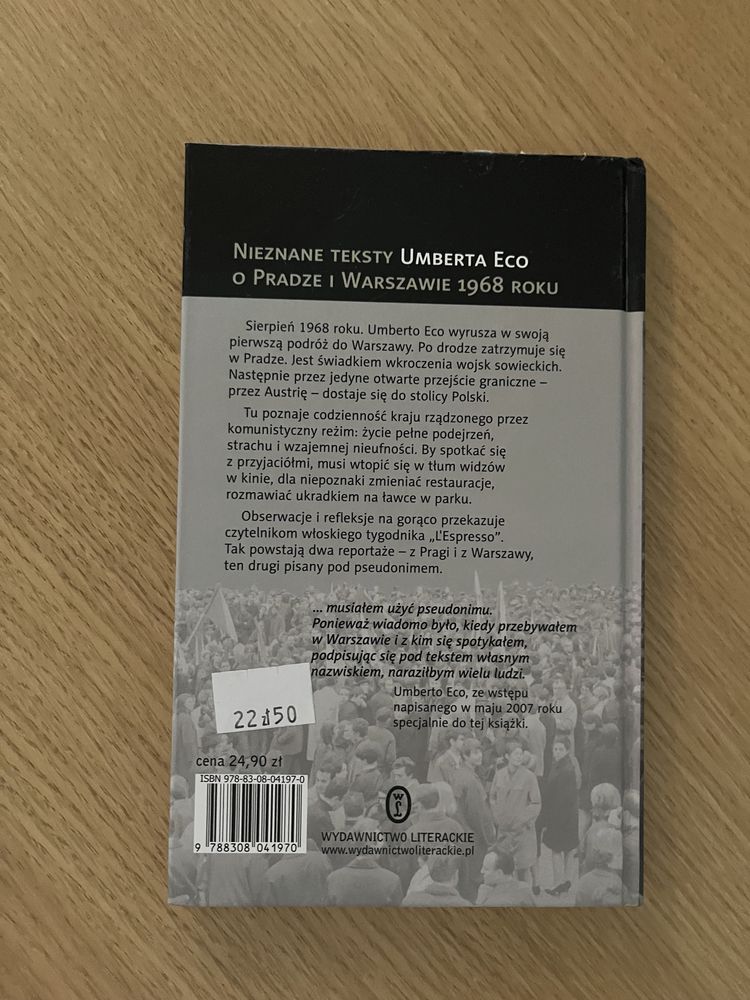 Nieznane teksty Umberta Eco
o Pradze i Warszawie 1968 roku
Sierpień 1968 roku. Umberto Eco wyrusza w swoją
pierwszą podróż do Warszawy. Po drodze zatrzymuje się
w Pradze. Jest świadkiem wkroczenia wojsk sowieckich.
Następnie przez jedyne otwarte przejście graniczne –
przez Austrię – dostaje się do stolicy Polski.
Tu poznaje codzienność kraju rządzonego przez
komunistyczny reżim: życie pełne podejrzeń,
strachu i wzajemnej nieufności. By spotkać się
z przyjaciółmi, musi wtopić się w tłum widzów
w kinie, dla niepoznaki zmieniać restauracje,
rozmawiać ukradkiem na ławce w parku.
Obserwacje i refleksje na gorąco przekazuje
czytelnikom włoskiego tygodnika „L'Espresso”.
Tak powstają dwa reportaże – z Pragi i z Warszawy,
ten drugi pisany pod pseudonimem.
... musiałem użyć pseudonimu.
Ponieważ wiadomo było, kiedy przebywałem
w Warszawie i z kim się spotykałem,
podpisując się pod tekstem własnym
nazwiskiem, naraziłbym wielu ludzi.
Umberto Eco, ze wstępu
napisanego w maju 2007 roku
specjalnie do tej książki.
22zł50
cena 24,90 zł
ISBN 978-83-08-04197-0
9 788308 041970
WL
WYDAWNICTWO LITERACKIE
www.wydawnictwoliterackie.pl